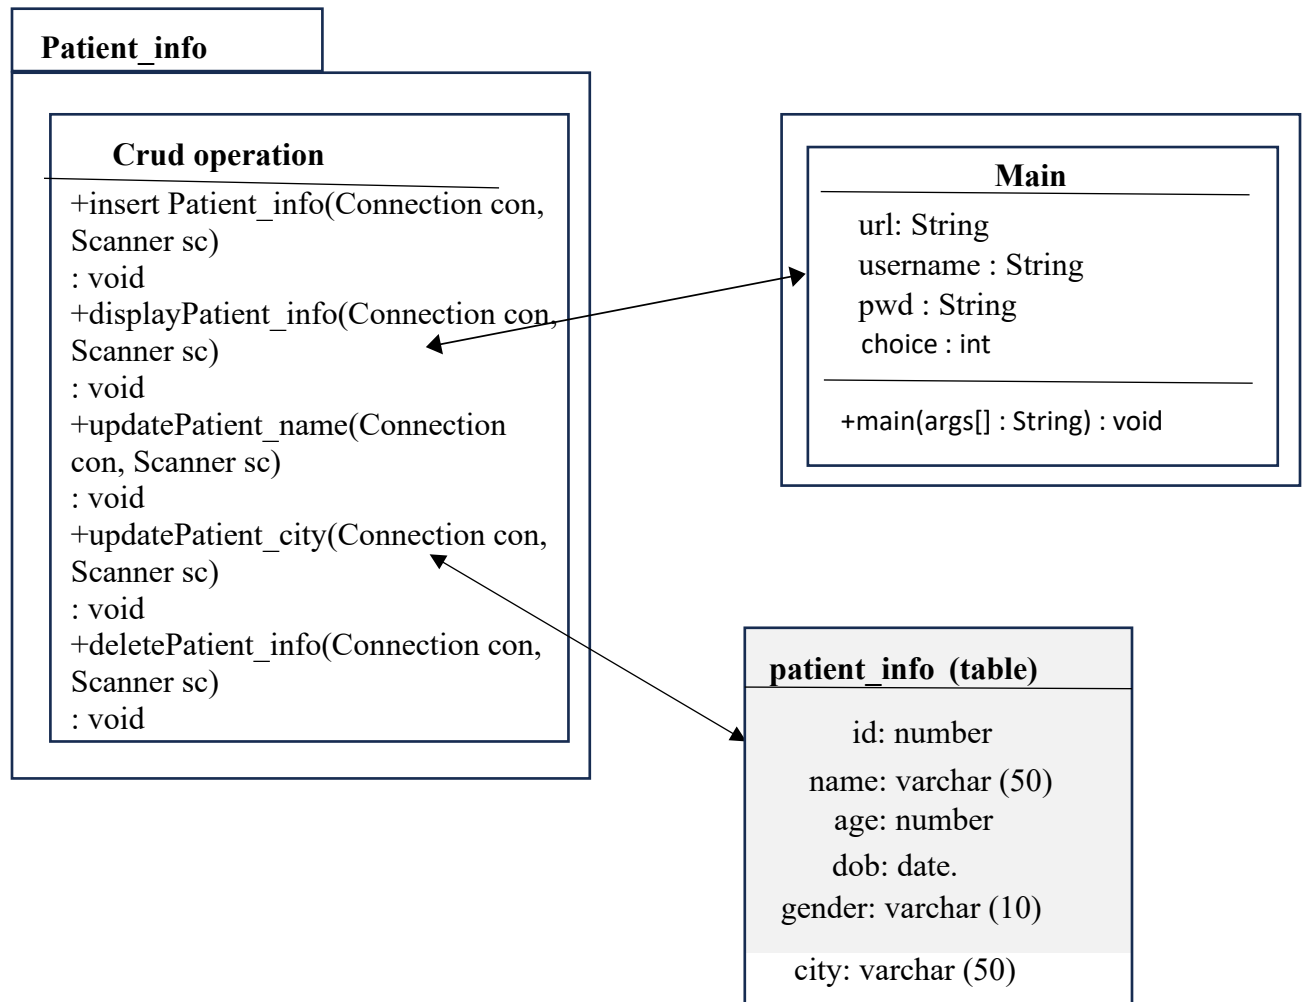 Patient_info
Crud operation
+insert Patient_info(Connection con,
Scanner sc)
: void
+displayPatient_info(Connection con,
Scanner sc)
: void
+updatePatient_name(Connection
con, Scanner sc)
: void
+updatePatient_city(Connection con,
Scanner sc)
: void
+deletePatient_info(Connection con,
Scanner sc)
: void
Main
url: String
username : String
pwd : String
choice : int
+main(args[] : String) : void
patient_info (table)
id: number
name: varchar (50)
age: number
dob: date.
gender: varchar (10)
city: varchar (50)